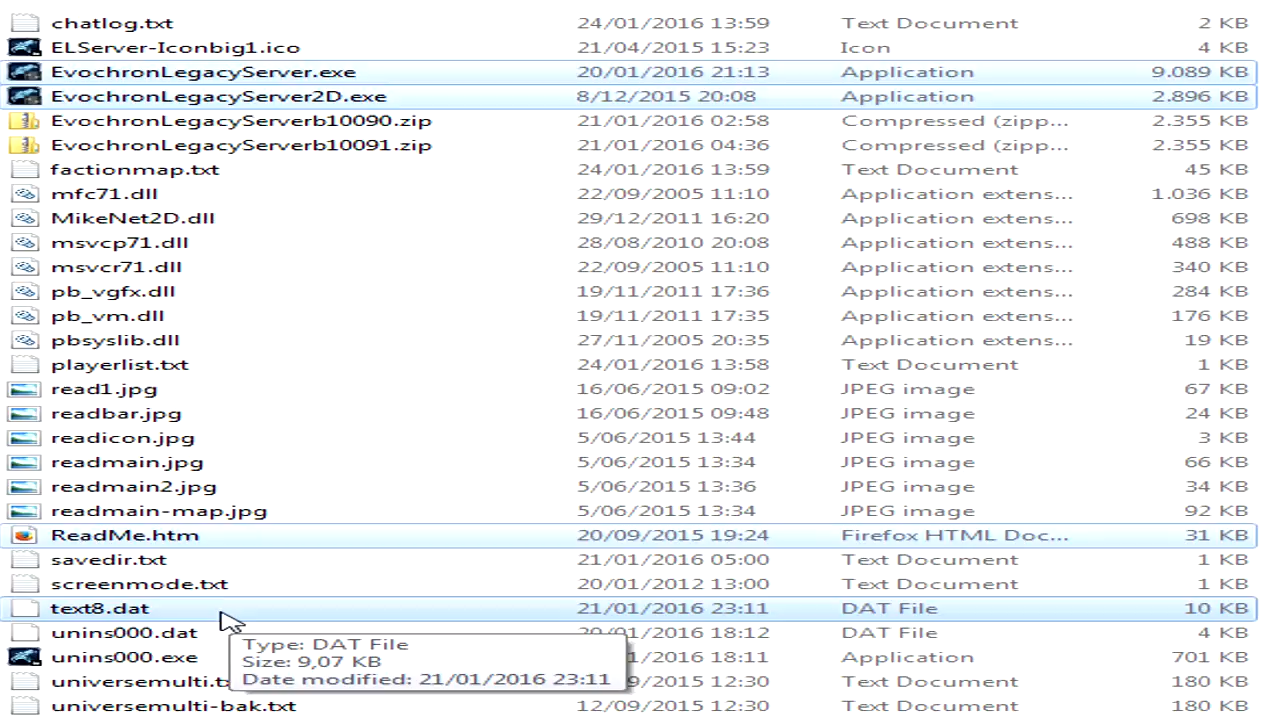 chatlog.txt 24/01/2016 13:59 Text Document 2 KB
ELServer-Iconbig1.ico 21/04/2015 15:23 Icon 4 KB
EvochronLegacyServer.exe 20/01/2016 21:13 Application 9.089 KB
EvochronLegacyServer2D.exe 8/12/2015 20:08 Application 2.896 KB
EvochronLegacyServerb10090.zip 21/01/2016 02:58 Compressed (zipp... 2.355 KB
EvochronLegacyServerb10091.zip 21/01/2016 04:36 Compressed (zipp... 2.355 KB
factionmap.txt 24/01/2016 13:59 Text Document 45 KB
mfc71.dll 22/09/2005 11:10 Application extens... 1.036 KB
MikeNet2D.dll 29/12/2011 16:20 Application extens... 698 KB
msvcp71.dll 28/08/2010 20:08 Application extens... 488 KB
msvcr71.dll 22/09/2005 11:10 Application extens... 340 KB
pb_vgfx.dll 19/11/2011 17:36 Application extens... 284 KB
pb_vm.dll 19/11/2011 17:35 Application extens... 176 KB
pbsyslib.dll 27/11/2005 20:35 Application extens... 19 KB
playerlist.txt 24/01/2016 13:58 Text Document 1 KB
read1.jpg 16/06/2015 09:02 JPEG image 67 KB
readbar.jpg 16/06/2015 09:48 JPEG image 24 KB
readicon.jpg 5/06/2015 13:44 JPEG image 3 KB
readmain.jpg 5/06/2015 13:34 JPEG image 66 KB
readmain2.jpg 5/06/2015 13:36 JPEG image 34 KB
readmain-map.jpg 5/06/2015 13:34 JPEG image 92 KB
ReadMe.htm 20/09/2015 19:24 Firefox HTML Doc... 31 KB
savedir.txt 21/01/2016 05:00 Text Document 1 KB
screenmode.txt 20/01/2012 13:00 Text Document 1 KB
text8.dat 21/01/2016 23:11 DAT File 10 KB
unins000.dat 18:12 DAT File 4 KB
Type: DAT File
unins000.exe 18:11 Application 701 KB
Size: 9,07 KB
Date modified: 21/01/2016 23:11
universemulti.t 12:30 Text Document 180 KB
universemulti-bak.txt 12/09/2015 12:30 Text Document 180 KB